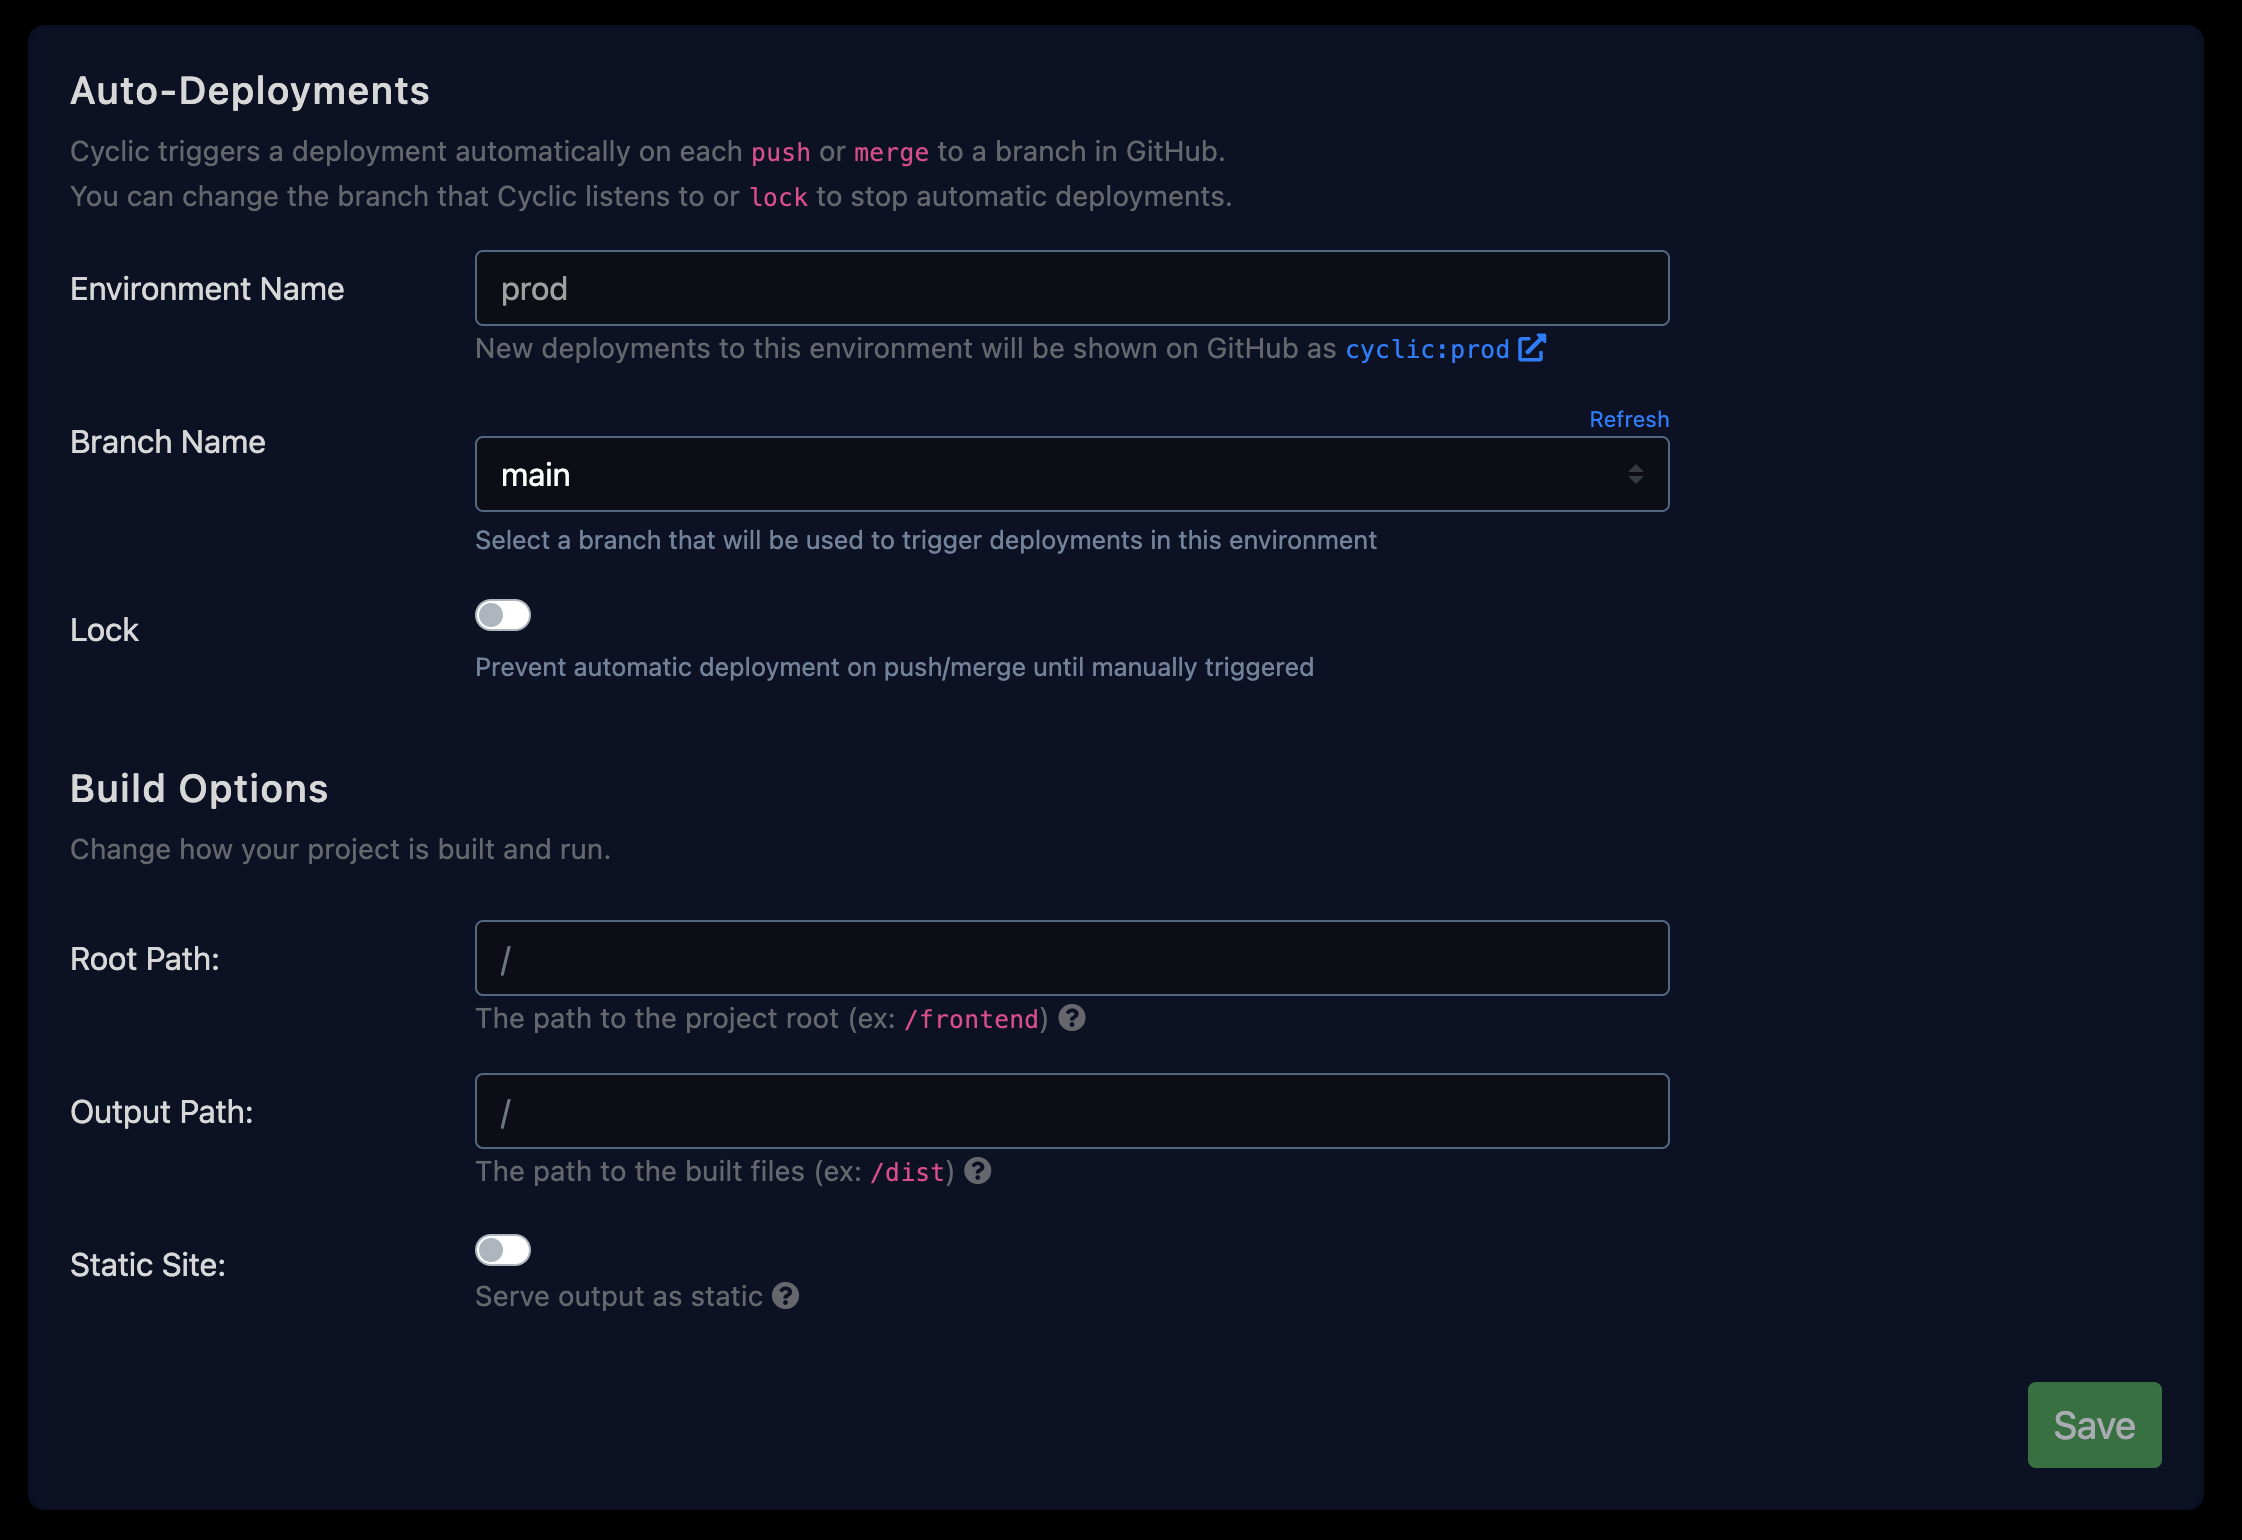 Auto-Deployments
Cyclic triggers a deployment automatically on each push or merge to a branch in GitHub.
You can change the branch that Cyclic listens to or lock to stop automatic deployments.
Environment Name
prod
New deployments to this environment will be shown on GitHub as cyclic:prod
Refresh
Branch Name
main
Select a branch that will be used to trigger deployments in this environment
Lock
Prevent automatic deployment on push/merge until manually triggered
Build Options
Change how your project is built and run.
Root Path:
/
The path to the project root (ex: /frontend) ?
Output Path:
/
The path to the built files (ex: /dist) ?
Static Site:
Serve output as static ?
Save